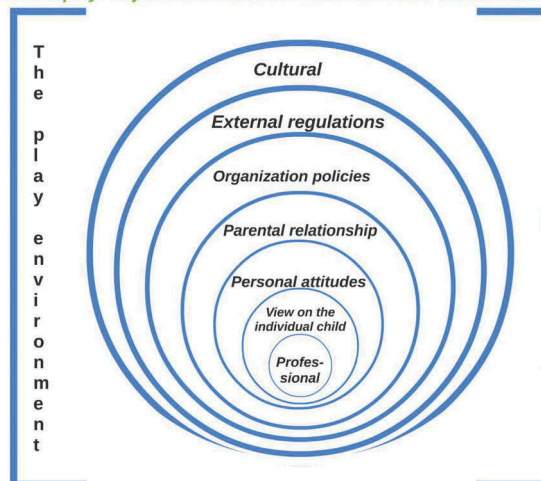 The play environment
Cultural
External regulations
Organization policies
Parental relationship
Personal attitudes
View on the
individual child
Profes-
sional